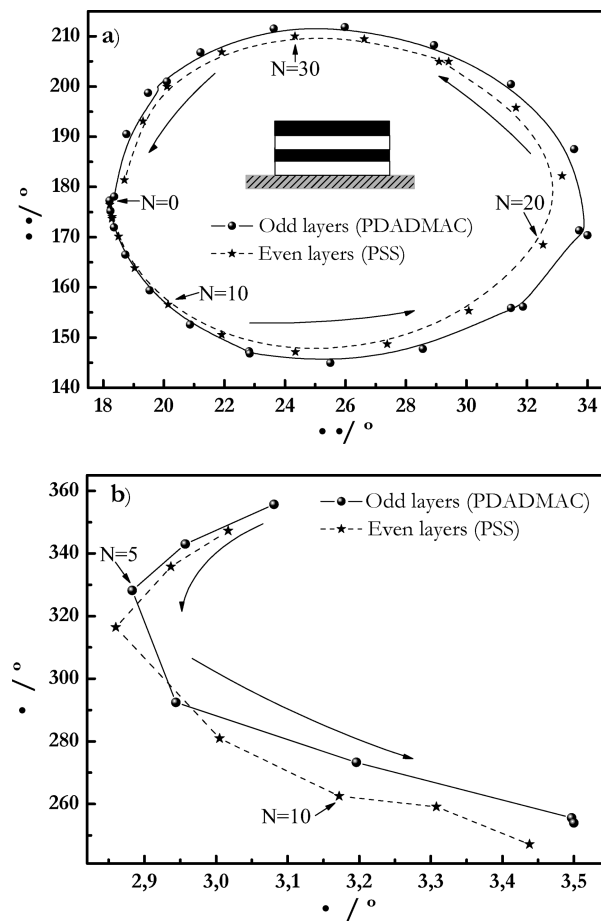 a)
210
200
190
180
170
160
150
140
N=30
N=0
N=20
Odd layers (PDADMAC)
Even layers (PSS)
N=10
18 20 22 24 26 28 30 32 34
••/ °
••/ °
b)
360
340
320
300
280
260
Odd layers (PDADMAC)
Even layers (PSS)
N=5
N=10
2,9 3,0 3,1 3,2 3,3 3,4 3,5
• / °
• / °